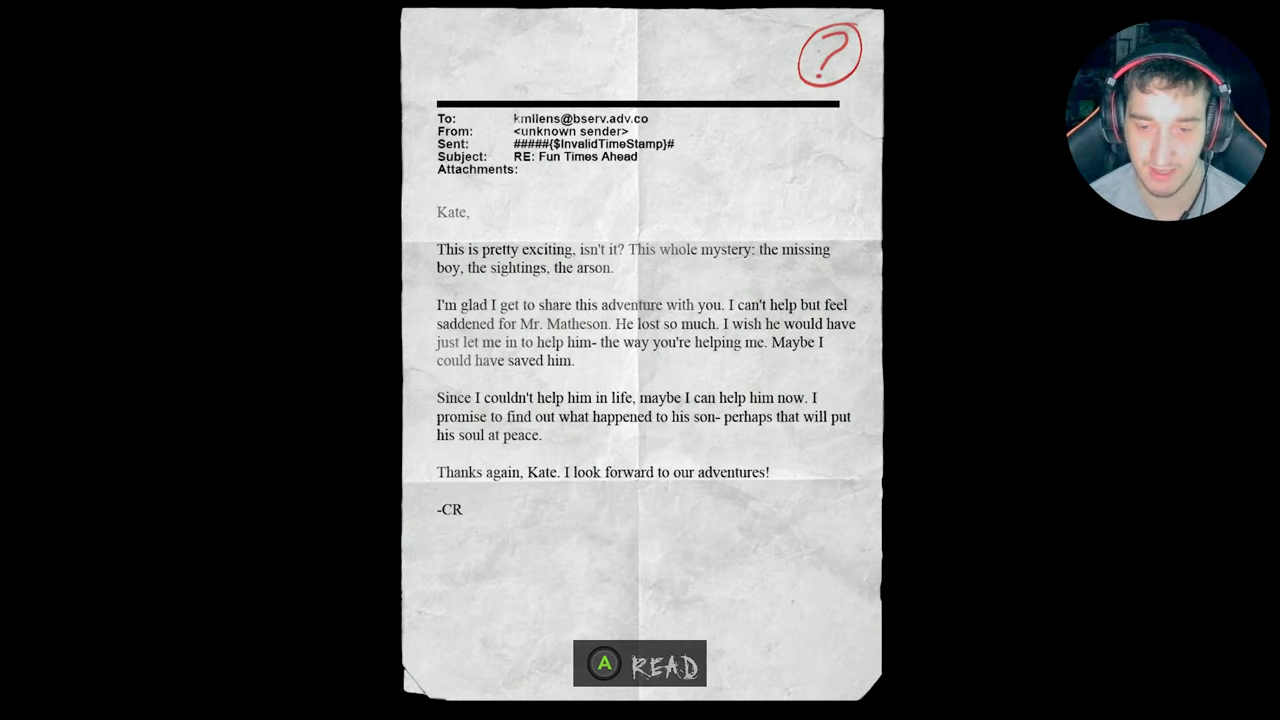 ?
To: kmilens@bserv.adv.co
From: <unknown sender>
Sent: #####{$InvalidTimeStamp}#
Subject: RE: Fun Times Ahead
Attachments:
Kate,
This is pretty exciting, isn't it? This whole mystery: the missing
boy, the sightings, the arson.
I'm glad I get to share this adventure with you. I can't help but feel
saddened for Mr. Matheson. He lost so much. I wish he would have
just let me in to help him- the way you're helping me. Maybe I
could have saved him.
Since I couldn't help him in life, maybe I can help him now. I
promise to find out what happened to his son- perhaps that will put
his soul at peace.
Thanks again, Kate. I look forward to our adventures!
-CR
A READ